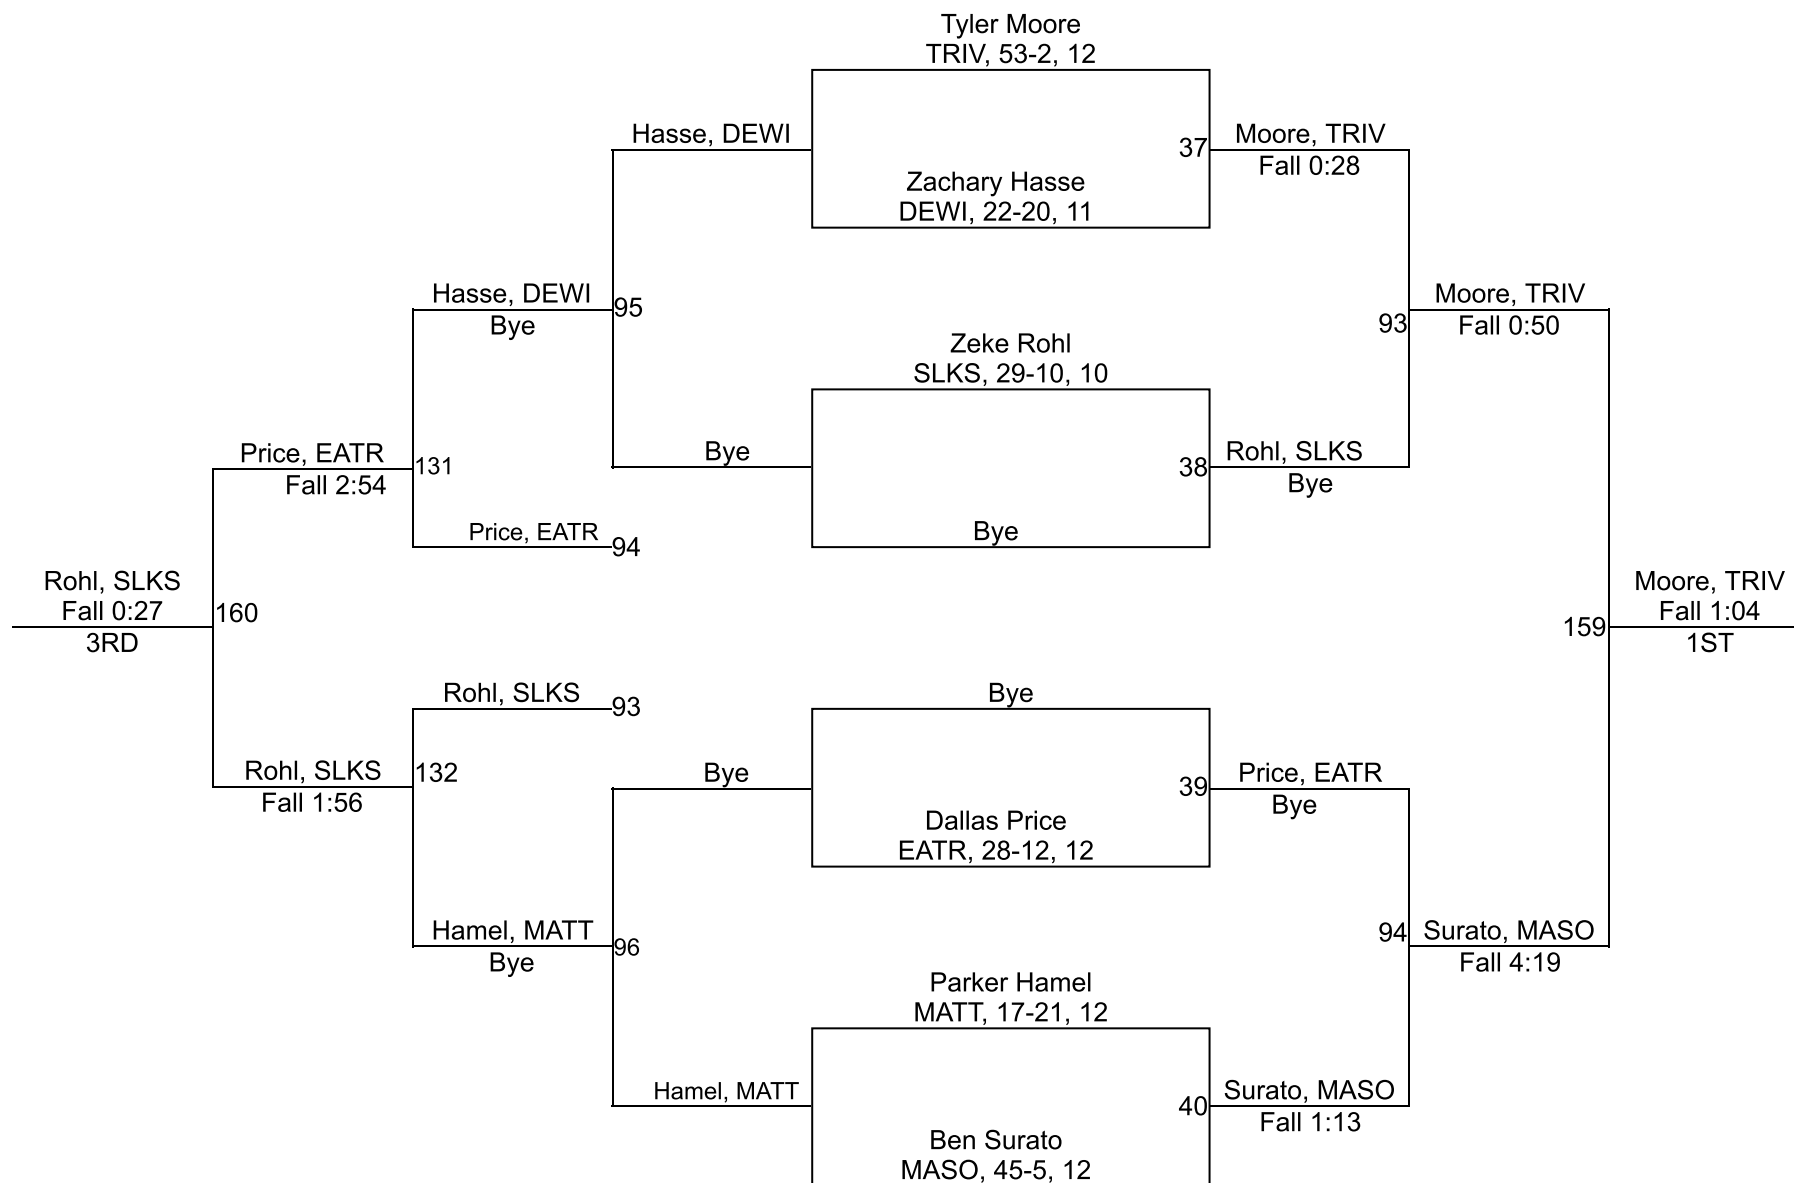 Tyler Moore
TRIV, 53-2, 12
Hasse, DEWI
37
Moore, TRIV
Fall 0:28
Zachary Hasse
DEWI, 22-20, 11
Hasse, DEWI
Bye
95
Moore, TRIV
Fall 0:50
93
Zeke Rohl
SLKS, 29-10, 10
Price, EATR
Fall 2:54
131
Bye
38
Rohl, SLKS
Bye
Price, EATR
94
Bye
Rohl, SLKS
Fall 0:27
3RD
160
159
Moore, TRIV
Fall 1:04
1ST
Rohl, SLKS
93
Bye
Rohl, SLKS
Fall 1:56
132
Bye
39
Price, EATR
Bye
Dallas Price
EATR, 28-12, 12
Hamel, MATT
Bye
96
94
Surato, MASO
Fall 4:19
Parker Hamel
MATT, 17-21, 12
Hamel, MATT
40
Surato, MASO
Fall 1:13
Ben Surato
MASO, 45-5, 12